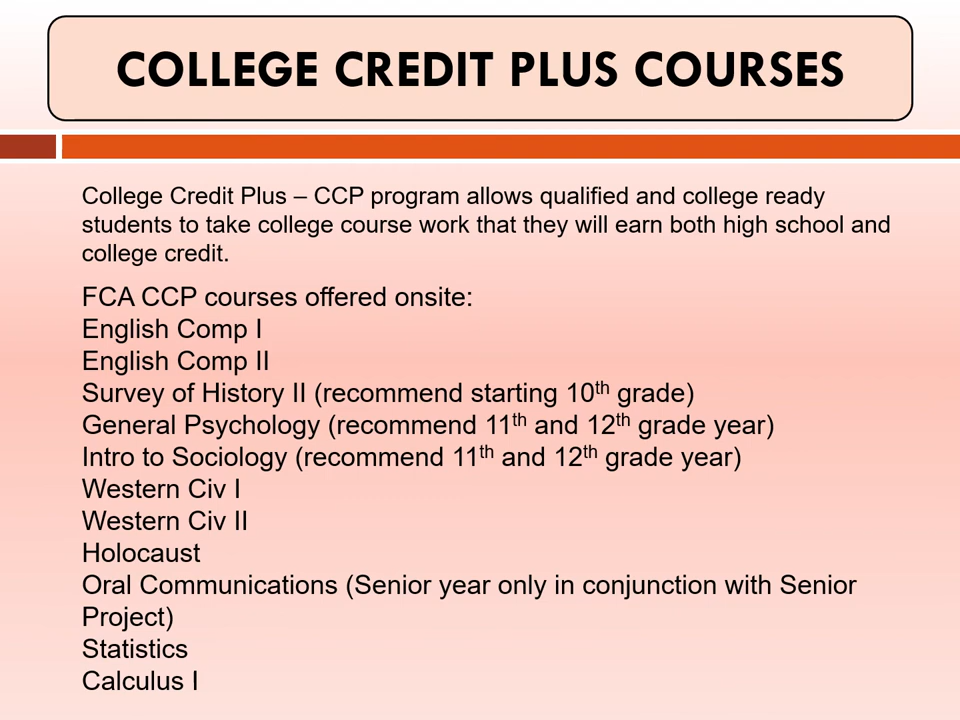 COLLEGE CREDIT PLUS COURSES
College Credit Plus – CCP program allows qualified and college ready
students to take college course work that they will earn both high school and
college credit.
FCA CCP courses offered onsite:
English Comp I
English Comp II
Survey of History II (recommend starting 10th grade)
General Psychology (recommend 11th and 12th grade year)
Intro to Sociology (recommend 11th and 12th grade year)
Western Civ I
Western Civ II
Holocaust
Oral Communications (Senior year only in conjunction with Senior
Project)
Statistics
Calculus I